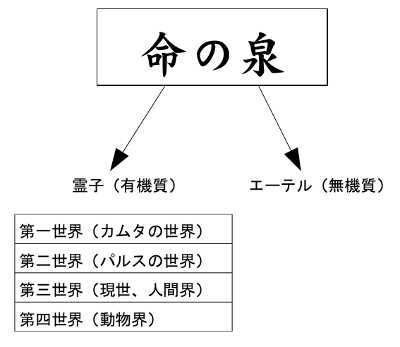 命の泉
霊子（有機質）
エーテル（無機質）
第一世界（カムタの世界）
第二世界（パルスの世界）
第三世界（現世、人間界）
第四世界（動物界）